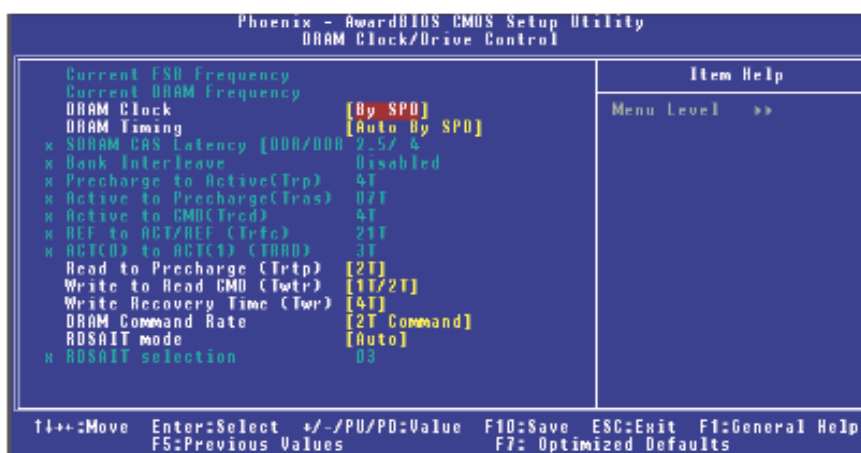 Phoenix - AwardBIOS CMOS Setup Utility
DRAM Clock/Drive Control
Current FSB Frequency
Current DRAM Frequency
DRAM Clock [By SPD]
DRAM Timing [Auto By SPD]
x SDRAM CAS Latency [DDR/DDR 2.5/ 4
x Bank Interleave Disabled
x Precharge to Active(Trp) 4T
x Active to Precharge(Tras) 07T
x Active to CMD(Trcd) 4T
x REF to ACT/REF (Trfc) 21T
x ACT(0) to ACT(1) (TRRD) 3T
Read to Precharge (Trtp) [2T]
Write to Read CMD (Twtr) [1T/2T]
Write Recovery Time (Twr) [4T]
DRAM Command Rate [2T Command]
RDSAIT mode [Auto]
x RDSAIT selection 03
Item Help
Menu Level ▸▸
↑↓→←:Move Enter:Select +/-/PU/PD:Value F10:Save ESC:Exit F1:General Help
F5:Previous Values F7: Optimized Defaults